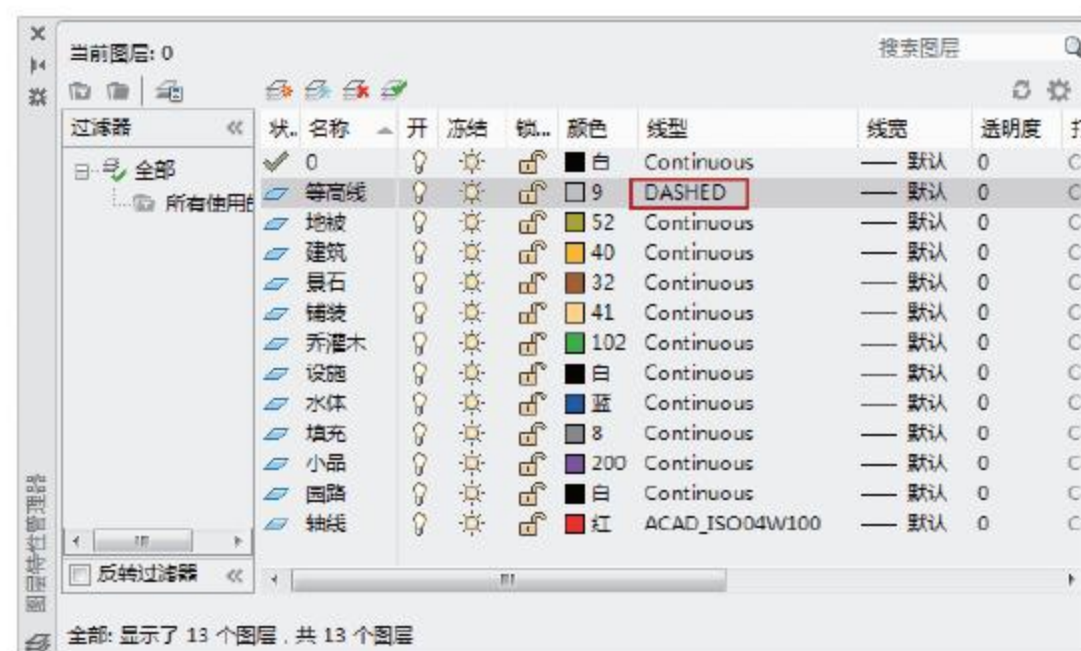 当前图层: 0
搜索图层
过滤器
全部
所有使用的
状.. 名称 开 冻结 锁... 颜色 线型 线宽 透明度 打
0 白 Continuous —— 默认 0 C
等高线 9 DASHED —— 默认 0 C
地被 52 Continuous —— 默认 0 C
建筑 40 Continuous —— 默认 0 C
景石 32 Continuous —— 默认 0 C
铺装 41 Continuous —— 默认 0 C
乔灌木 102 Continuous —— 默认 0 C
设施 白 Continuous —— 默认 0 C
水体 蓝 Continuous —— 默认 0 C
填充 8 Continuous —— 默认 0 C
小品 200 Continuous —— 默认 0 C
园路 白 Continuous —— 默认 0 C
轴线 红 ACAD_ISO04W100 —— 默认 0 C
反转过滤器
全部: 显示了 13 个图层，共 13 个图层
图层特性管理器